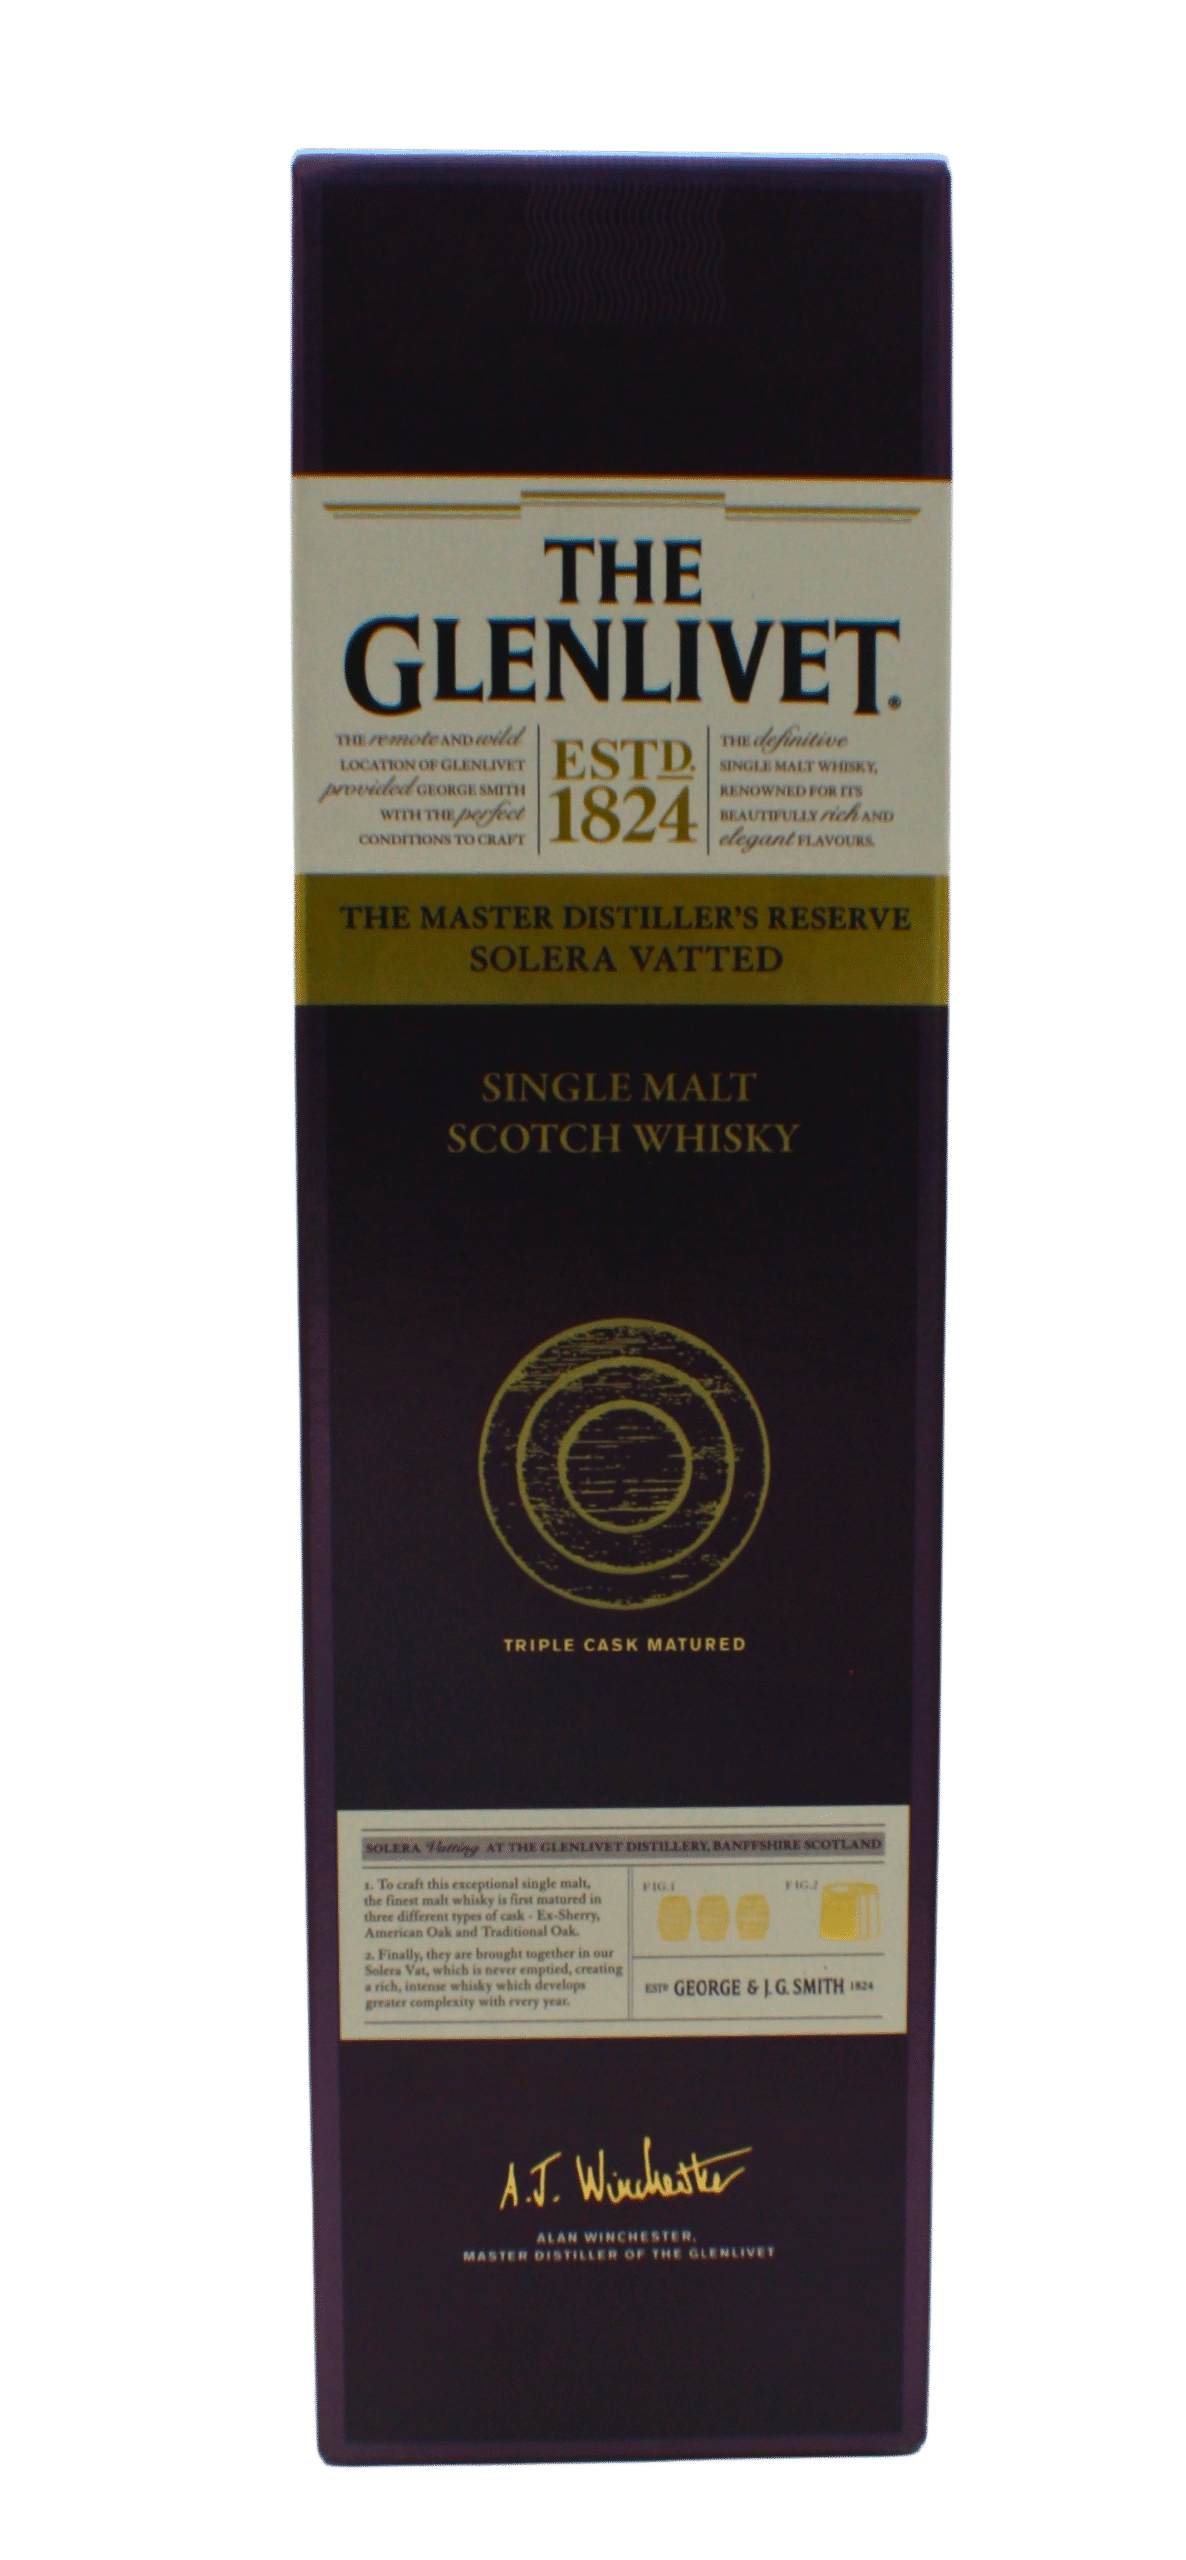 THE
GLENLIVET®
THE remote AND wild
LOCATION OF GLENLIVET
provided GEORGE SMITH
WITH THE perfect
CONDITIONS TO CRAFT
ESTD.
1824
THE definitive
SINGLE MALT WHISKY,
RENOWNED FOR ITS
BEAUTIFULLY rich AND
elegant FLAVOURS.
THE MASTER DISTILLER'S RESERVE
SOLERA VATTED
SINGLE MALT
SCOTCH WHISKY
TRIPLE CASK MATURED
SOLERA Vatting AT THE GLENLIVET DISTILLERY, BANFFSHIRE SCOTLAND
1. To craft this exceptional single malt,
the finest malt whisky is first matured in
three different types of cask - Ex-Sherry,
American Oak and Traditional Oak.
2. Finally, they are brought together in our
Solera Vat, which is never emptied, creating
a rich, intense whisky which develops
greater complexity with every year.
FIG.1
FIG.2
ESTD GEORGE & J.G. SMITH 1824
A.J. Winchester
ALAN WINCHESTER,
MASTER DISTILLER OF THE GLENLIVET